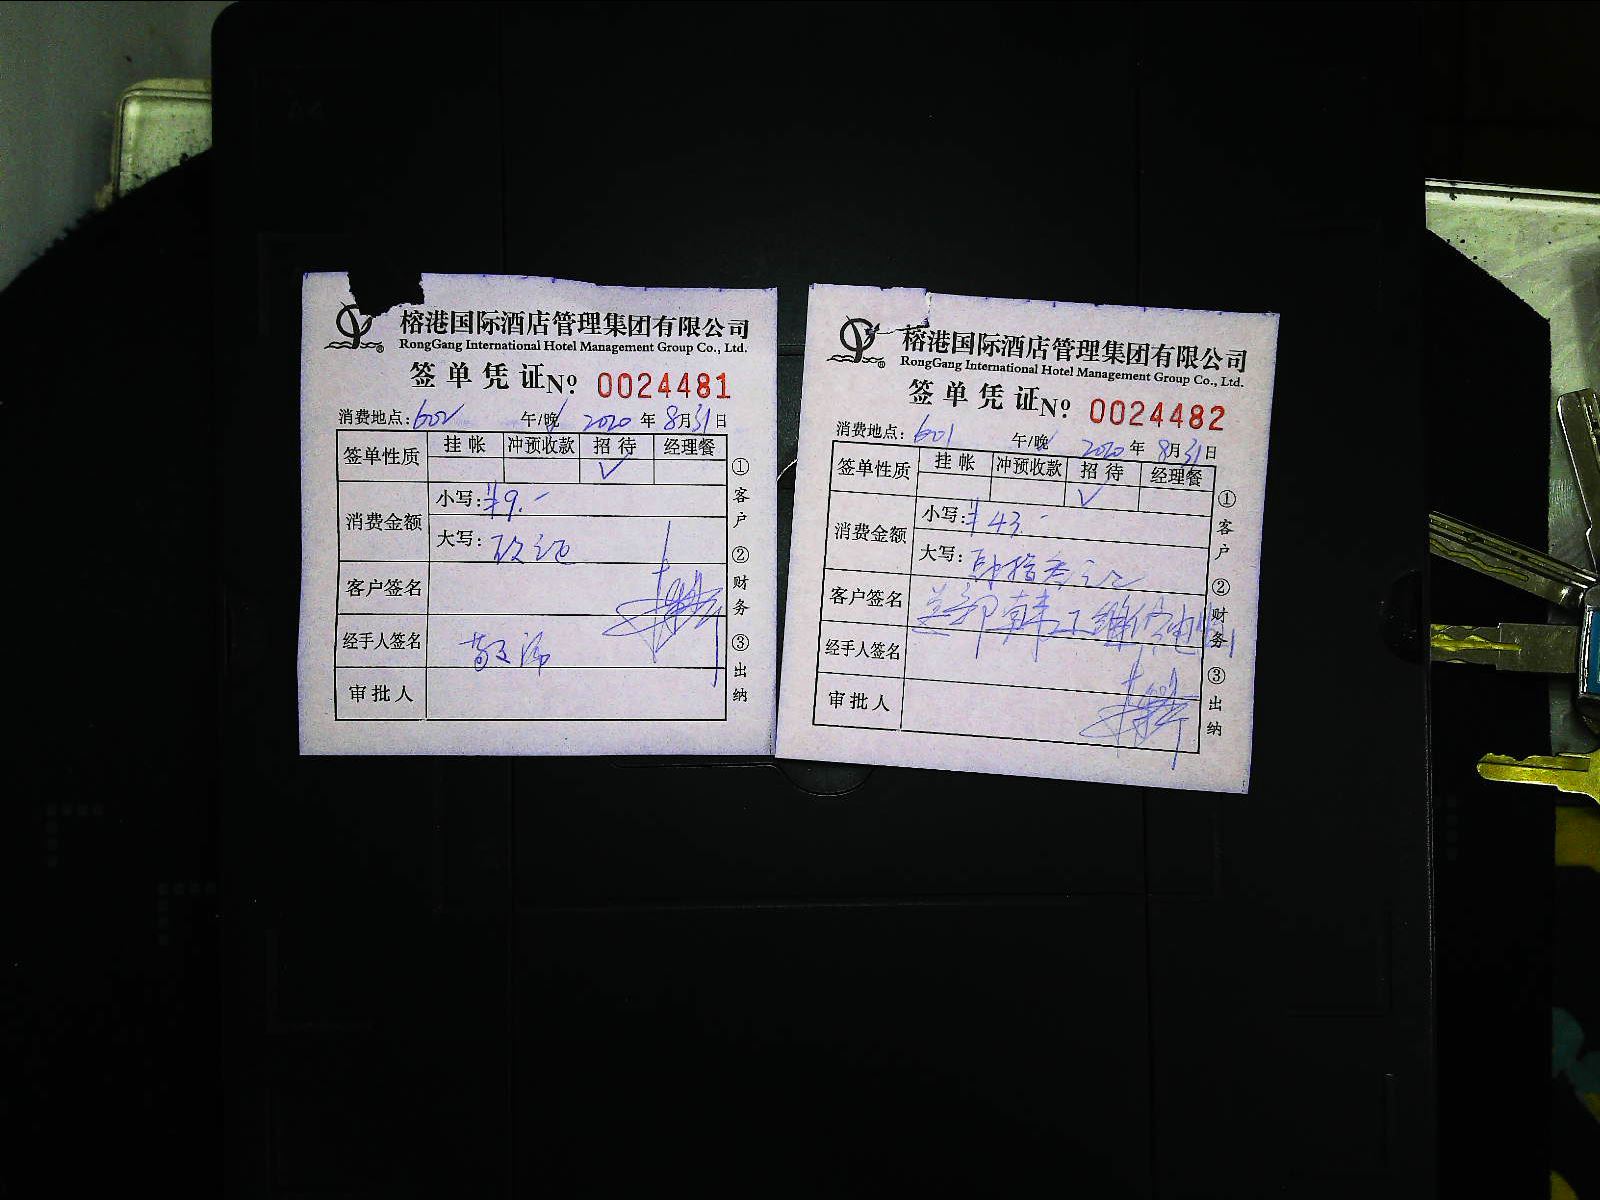 榕港国际酒店管理集团有限公司
RongGang International Hotel Management Group Co., Ltd.
签单凭证 Nº 0024481
消费地点: 602 午/晚 2020 年 8月31日
签单性质 挂帐 冲预收款 招待 经理餐
✓
消费金额
小写: ¥9.-
大写:
客户签名
经手人签名
审批人
① 客户 ② 财务 ③ 出纳
榕港国际酒店管理集团有限公司
RongGang International Hotel Management Group Co., Ltd.
签单凭证 Nº 0024482
消费地点: 601 午/晚 2020 年 8月31日
签单性质 挂帐 冲预收款 招待 经理餐
✓
消费金额
小写: ¥43.-
大写:
客户签名
经手人签名
审批人
① 客户 ② 财务 ③ 出纳